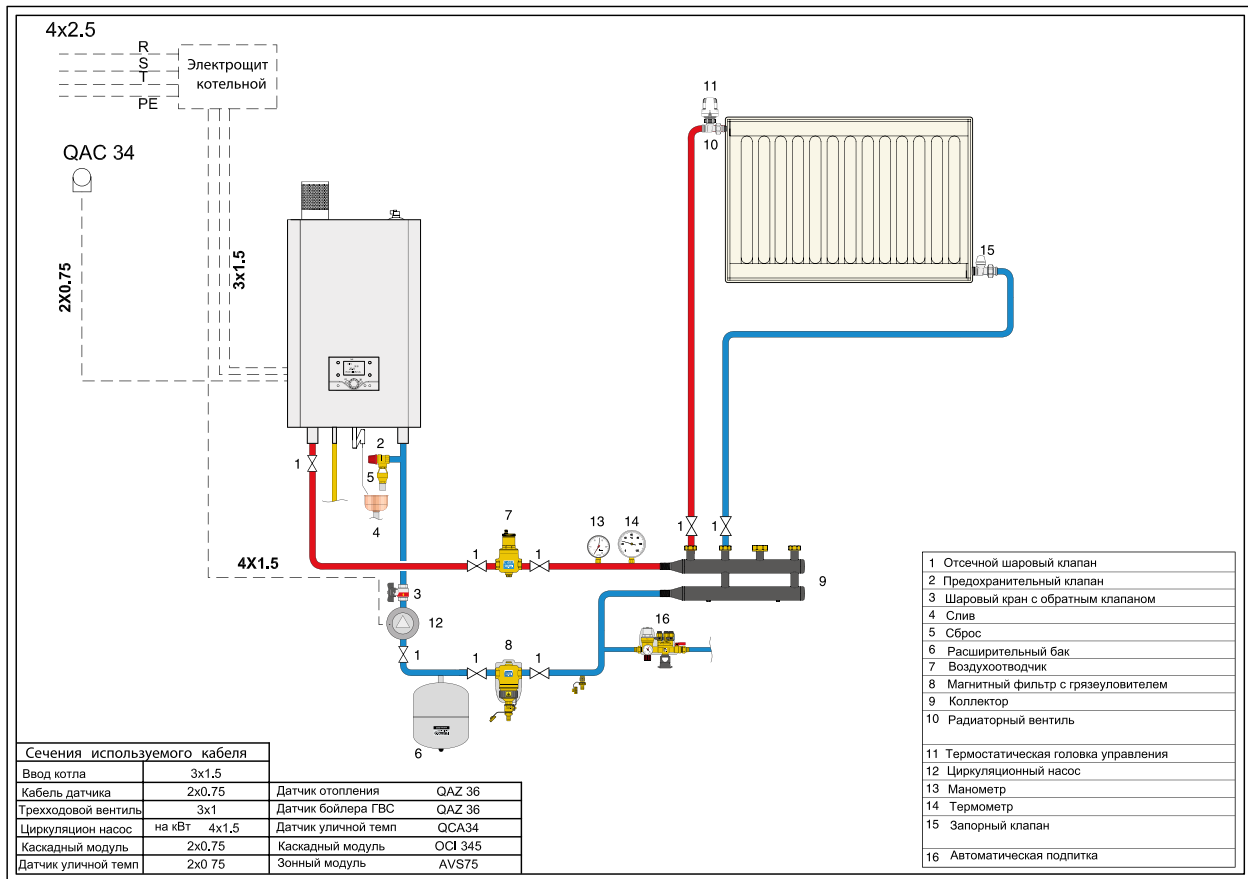 4x2.5
R
S
T
PE
Электрощит
котельной
QAC 34
2X0.75
3x1.5
4X1.5
11
10
15
1
2
5
4
7
1
1
13
14
1
1
9
3
12
1
1
8
1
16
6
Сечения используемого кабеля
Ввод котла 3x1.5
Кабель датчика 2x0.75 Датчик отопления QAZ 36
Трехходовой вентиль 3x1 Датчик бойлера ГВС QAZ 36
Циркуляцион насос на кВт 4x1.5 Датчик уличной темп QCA34
Каскадный модуль 2x0.75 Каскадный модуль OCI 345
Датчик уличной темп 2x0 75 Зонный модуль AVS75
1 Отсечной шаровый клапан
2 Предохранительный клапан
3 Шаровый кран с обратным клапаном
4 Слив
5 Сброс
6 Расширительный бак
7 Воздухоотводчик
8 Магнитный фильтр с грязеуловителем
9 Коллектор
10 Радиаторный вентиль
11 Термостатическая головка управления
12 Циркуляционный насос
13 Манометр
14 Термометр
15 Запорный клапан
16 Автоматическая подпитка